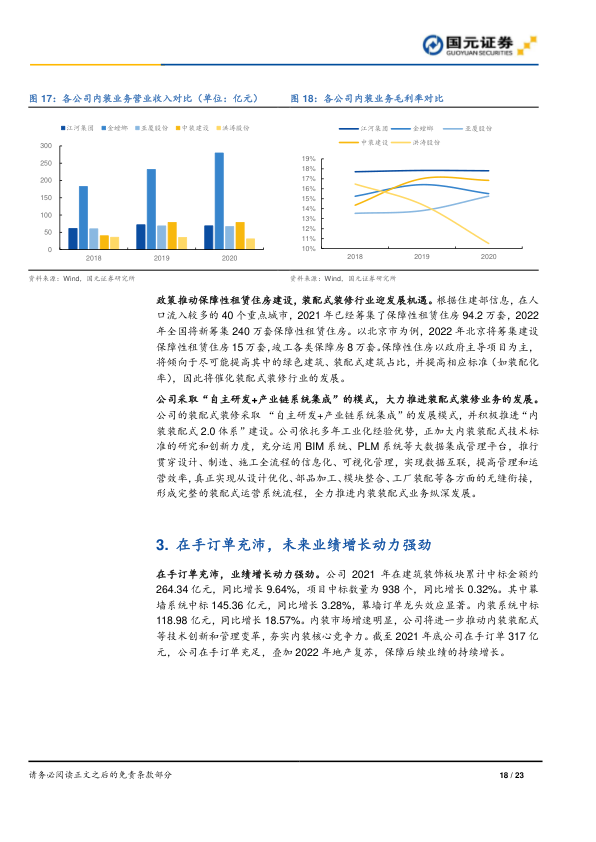 国元证券
GUOYUAN SECURITIES
图 17：各公司内装业务营业收入对比（单位：亿元）
图 18：各公司内装业务毛利率对比
江河集团 金螳螂 亚厦股份 中装建设 洪涛股份
300
250
200
150
100
50
0
2018 2019 2020
江河集团 金螳螂 亚厦股份
中装建设 洪涛股份
19%
18%
17%
16%
15%
14%
13%
12%
11%
10%
2018 2019 2020
资料来源：Wind，国元证券研究所
资料来源：Wind，国元证券研究所
政策推动保障性租赁住房建设，装配式装修行业迎发展机遇。根据住建部信息，在人
口流入较多的 40 个重点城市，2021 年已经筹集了保障性租赁住房 94.2 万套，2022
年全国将新筹集 240 万套保障性租赁住房。以北京市为例，2022 年北京将筹集建设
保障性租赁住房 15 万套，竣工各类保障房 8 万套。保障性住房以政府主导项目为主，
将倾向于尽可能提高其中的绿色建筑、装配式建筑占比，并提高相应标准（如装配化
率），因此将催化装配式装修行业的发展。
公司采取“自主研发+产业链系统集成”的模式，大力推进装配式装修业务的发展。
公司的装配式装修采取 “自主研发+产业链系统集成”的发展模式，并积极推进“内
装装配式 2.0 体系”建设。公司依托多年工业化经验优势，正加大内装装配式技术标
准的研究和创新力度，充分运用 BIM 系统、PLM 系统等大数据集成管理平台，推行
贯穿设计、制造、施工全流程的信息化、可视化管理，实现数据互联，提高管理和运
营效率，真正实现从设计优化、部品加工、模块整合、工厂装配等各方面的无缝衔接，
形成完整的装配式运营系统流程，全力推进内装装配式业务纵深发展。
3. 在手订单充沛，未来业绩增长动力强劲
在手订单充沛，业绩增长动力强劲。公司 2021 年在建筑装饰板块累计中标金额约
264.34 亿元，同比增长 9.64%，项目中标数量为 938 个，同比增长 0.32%。其中幕
墙系统中标 145.36 亿元，同比增长 3.28%，幕墙订单龙头效应显著。内装系统中标
118.98 亿元，同比增长 18.57%。内装市场增速明显，公司将进一步推动内装装配式
等技术创新和管理变革，夯实内装核心竞争力。截至 2021 年底公司在手订单 317 亿
元，公司在手订单充足，叠加 2022 年地产复苏，保障后续业绩的持续增长。
请务必阅读正文之后的免责条款部分
18 / 23